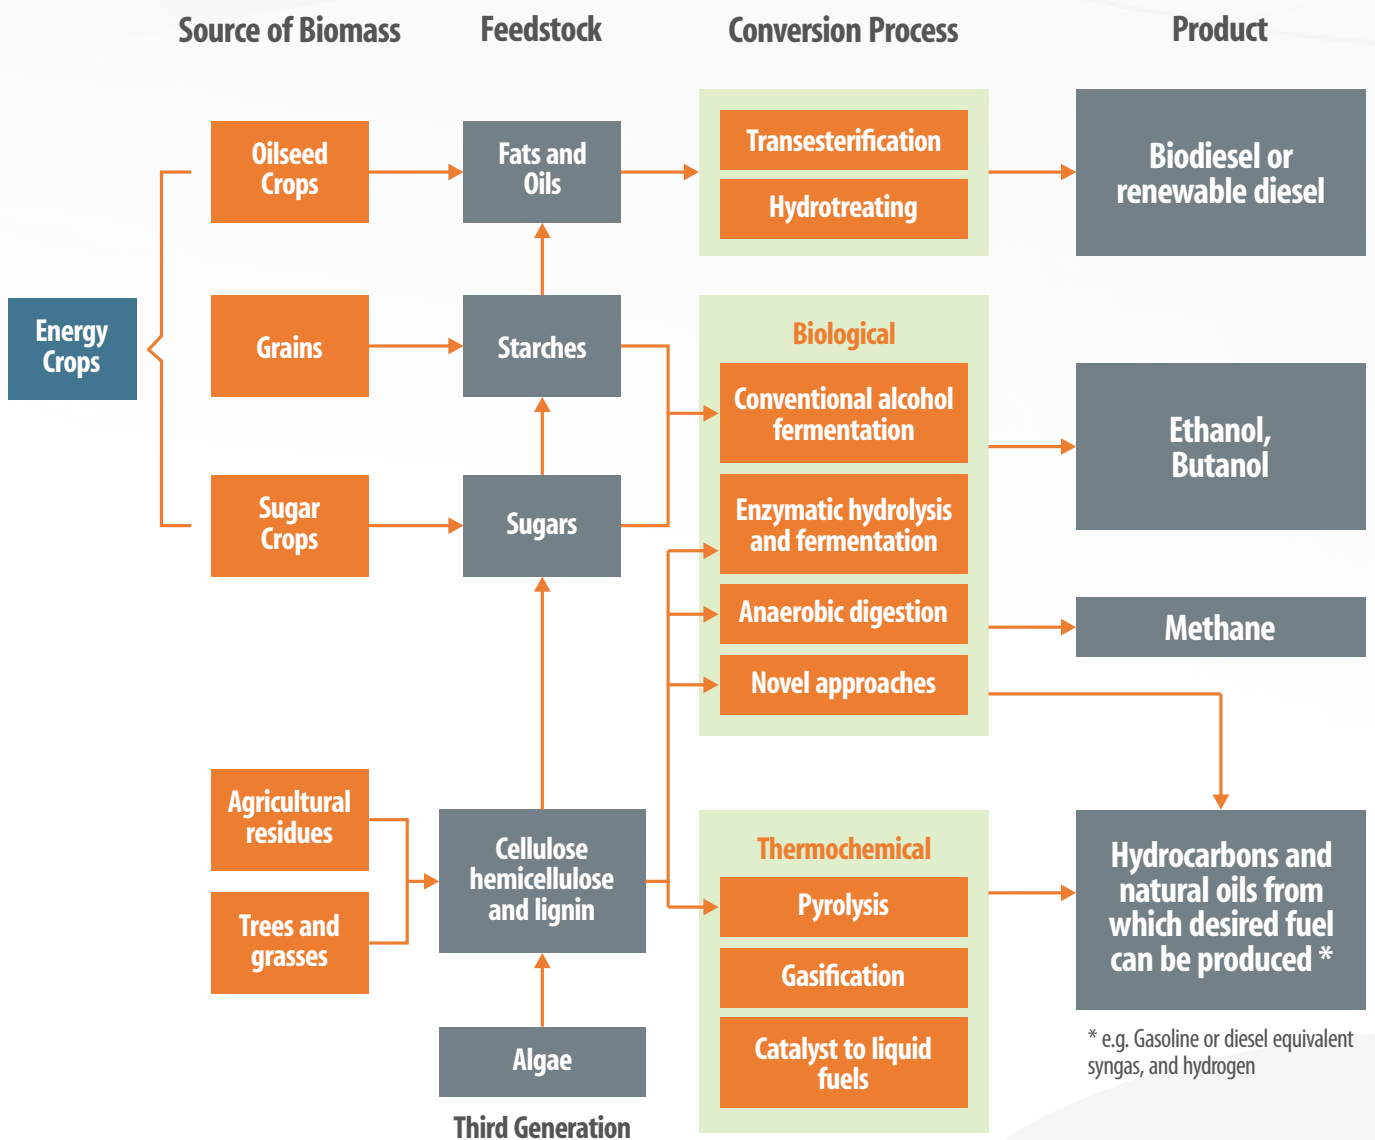 Source of Biomass
Feedstock
Conversion Process
Product
Energy
Crops
Oilseed
Crops
Fats and
Oils
Transesterification
Hydrotreating
Biodiesel or
renewable diesel
Grains
Starches
Biological
Conventional alcohol
fermentation
Ethanol,
Butanol
Sugar
Crops
Sugars
Enzymatic hydrolysis
and fermentation
Anaerobic digestion
Methane
Novel approaches
Agricultural
residues
Trees and
grasses
Cellulose
hemicellulose
and lignin
Thermochemical
Pyrolysis
Gasification
Catalyst to liquid
fuels
Hydrocarbons and
natural oils from
which desired fuel
can be produced *
* e.g. Gasoline or diesel equivalent
syngas, and hydrogen
Algae
Third Generation